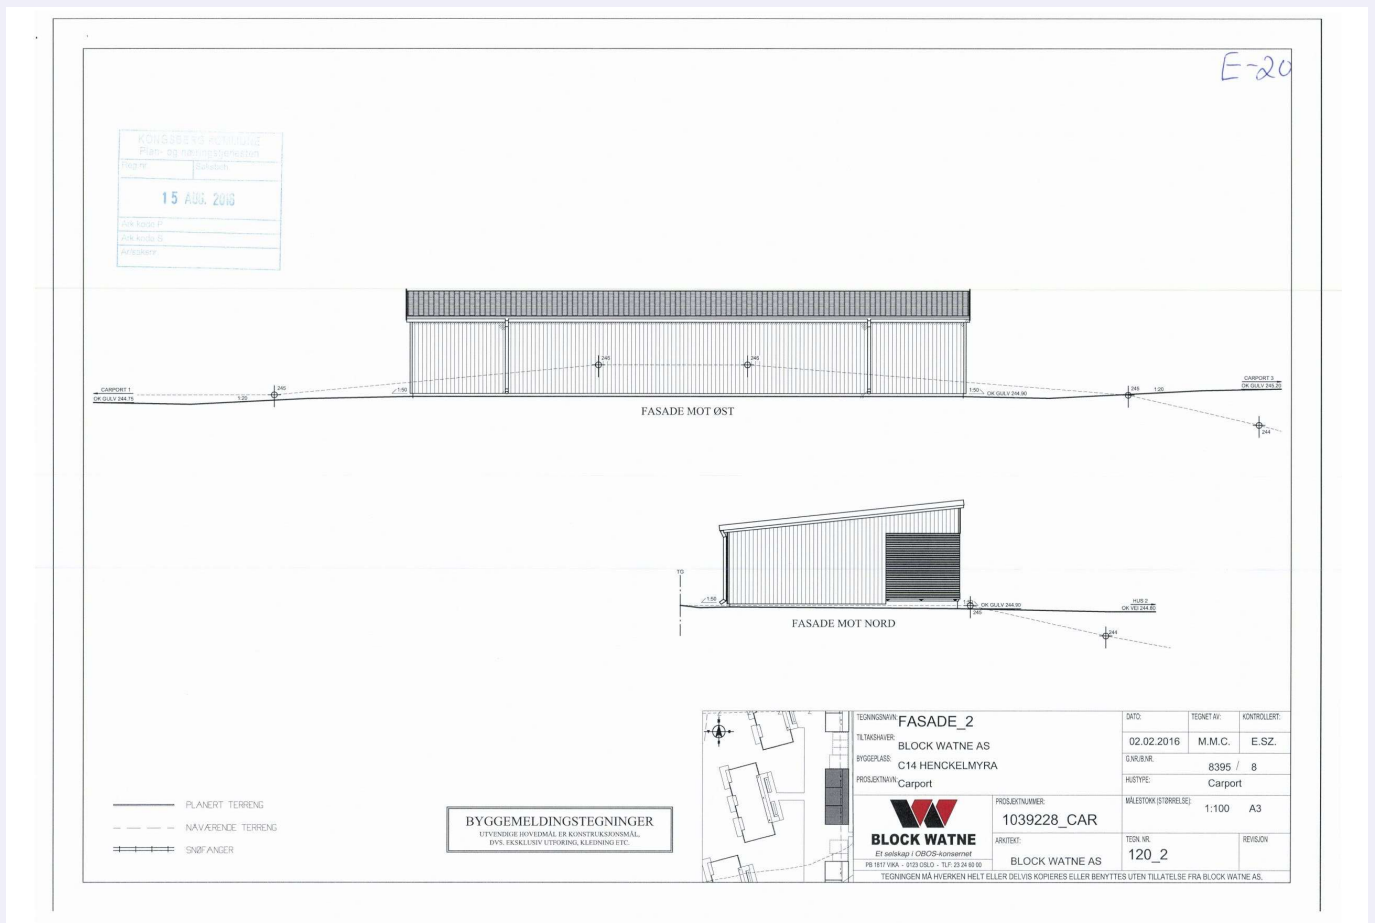 E-20
KONGSBERG KOMMUNE
Plan- og næringstjenesten
15 AUG. 2016
Ark kode P
Ark kode S
245
245
CARPORT 1
OK GULV 244,75
1:20
245
1:50
1:50
OK GULV 244,90
245
1:20
CARPORT 3
OK GULV 245,20
244
FASADE MOT ØST
TG
1:50
OK GULV 244,90
245
HUS 2
OK VEI 244,80
244
FASADE MOT NORD
PLANERT TERRENG
NÅVÆRENDE TERRENG
SNØFANGER
BYGGEMELDINGSTEGNINGER
UTVENDIGE HOVEDMÅL ER KONSTRUKSJONSMÅL,
DVS. EKSKLUSIV UTFORING, KLEDNING ETC.
TEGNINGSNAVN: FASADE_2
TILTAKSHAVER: BLOCK WATNE AS
BYGGEPLASS: C14 HENCKELMYRA
PROSJEKTNAVN: Carport
DATO: TEGNET AV: KONTROLLERT:
02.02.2016 M.M.C. E.SZ.
G.NR./B.NR. 8395 / 8
HUSTYPE: Carport
BLOCK WATNE
Et selskap i OBOS-konsernet
PB 1817 VIKA - 0123 OSLO - TLF: 23 24 60 00
PROSJEKTNUMMER:
1039228_CAR
MÅLESTOKK (STØRRELSE): 1:100 A3
ARKITEKT:
BLOCK WATNE AS
TEGN. NR. REVISJON
120_2
TEGNINGEN MÅ HVERKEN HELT ELLER DELVIS KOPIERES ELLER BENYTTES UTEN TILLATELSE FRA BLOCK WATNE AS.